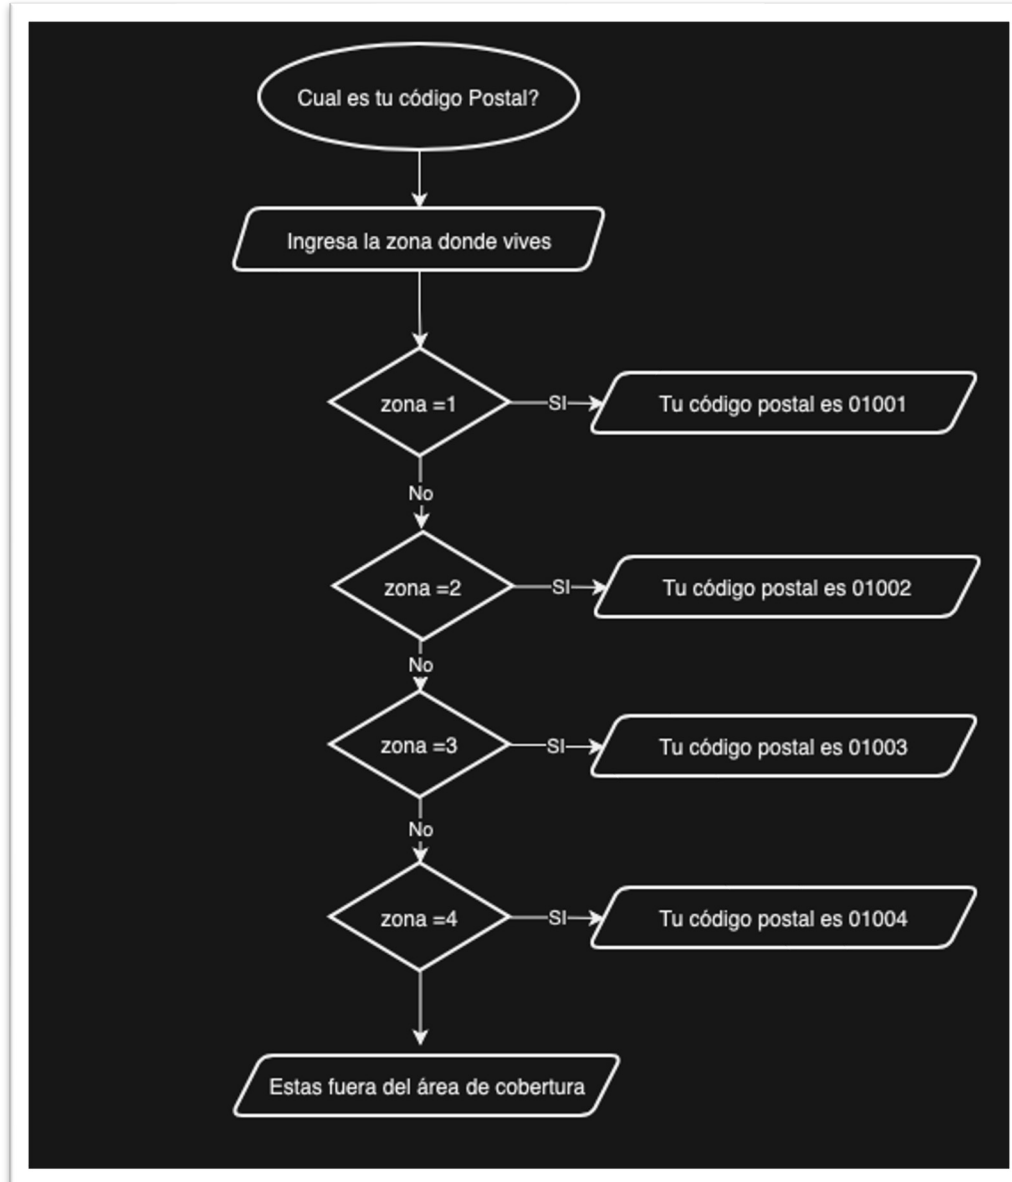 Cual es tu código Postal?
Ingresa la zona donde vives
zona =1
SI
Tu código postal es 01001
No
zona =2
SI
Tu código postal es 01002
No
zona =3
SI
Tu código postal es 01003
No
zona =4
SI
Tu código postal es 01004
Estas fuera del área de cobertura